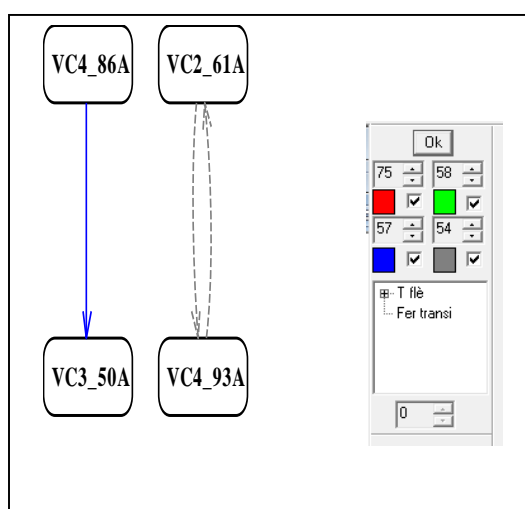 VC4_86A VC2_61A
Ok
75 58
57 54
T flè
Fer transi
VC3_50A VC4_93A
0